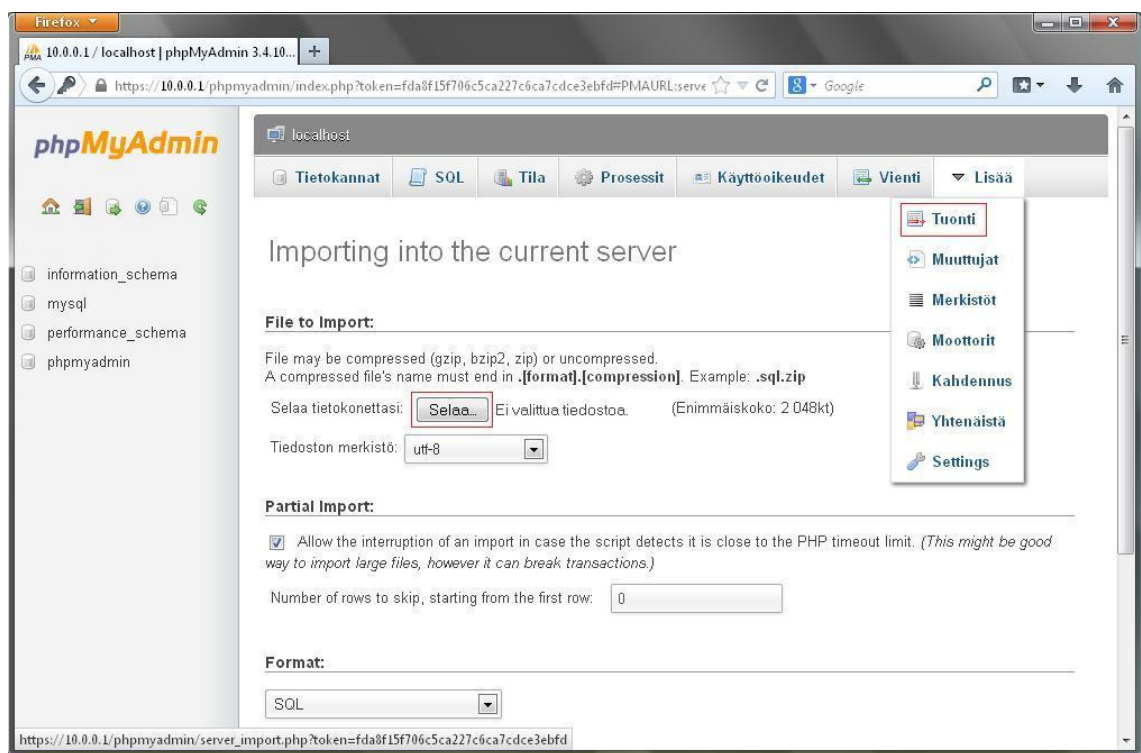 Firefox
10.0.0.1 / localhost | phpMyAdmin 3.4.10...
https://10.0.0.1/phpmyadmin/index.php?token=fda8f15f706c5ca227c6ca7cdce3ebfd#PMAURL:serve
Google
phpMyAdmin
localhost
Tietokannat
SQL
Tila
Prosessit
Käyttöoikeudet
Vienti
Lisää
Tuonti
Muuttujat
Merkistöt
Moottorit
Kahdennus
Yhtenäistä
Settings
information_schema
mysql
performance_schema
phpmyadmin
Importing into the current server
File to Import:
File may be compressed (gzip, bzip2, zip) or uncompressed.
A compressed file's name must end in .[format].[compression]. Example: .sql.zip
Selaa tietokonettasi: Selaa... Ei valittua tiedostoa. (Enimmäiskoko: 2 048kt)
Tiedoston merkistö: utf-8
Partial Import:
Allow the interruption of an import in case the script detects it is close to the PHP timeout limit. (This might be good
way to import large files, however it can break transactions.)
Number of rows to skip, starting from the first row: 0
Format:
SQL
https://10.0.0.1/phpmyadmin/server_import.php?token=fda8f15f706c5ca227c6ca7cdce3ebfd